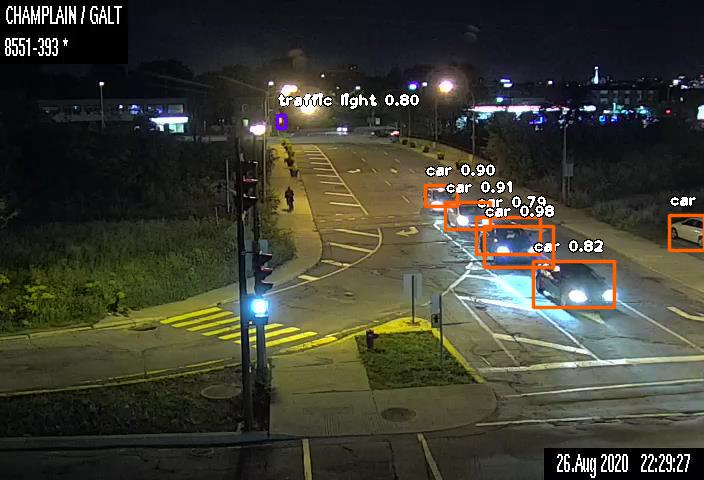 CHAMPLAIN / GALT
8551-393 *
traffic light 0.80
car 0.90
car 0.91
car 0.79
car 0.98
car 0.82
car
26.Aug 2020 22:29:27